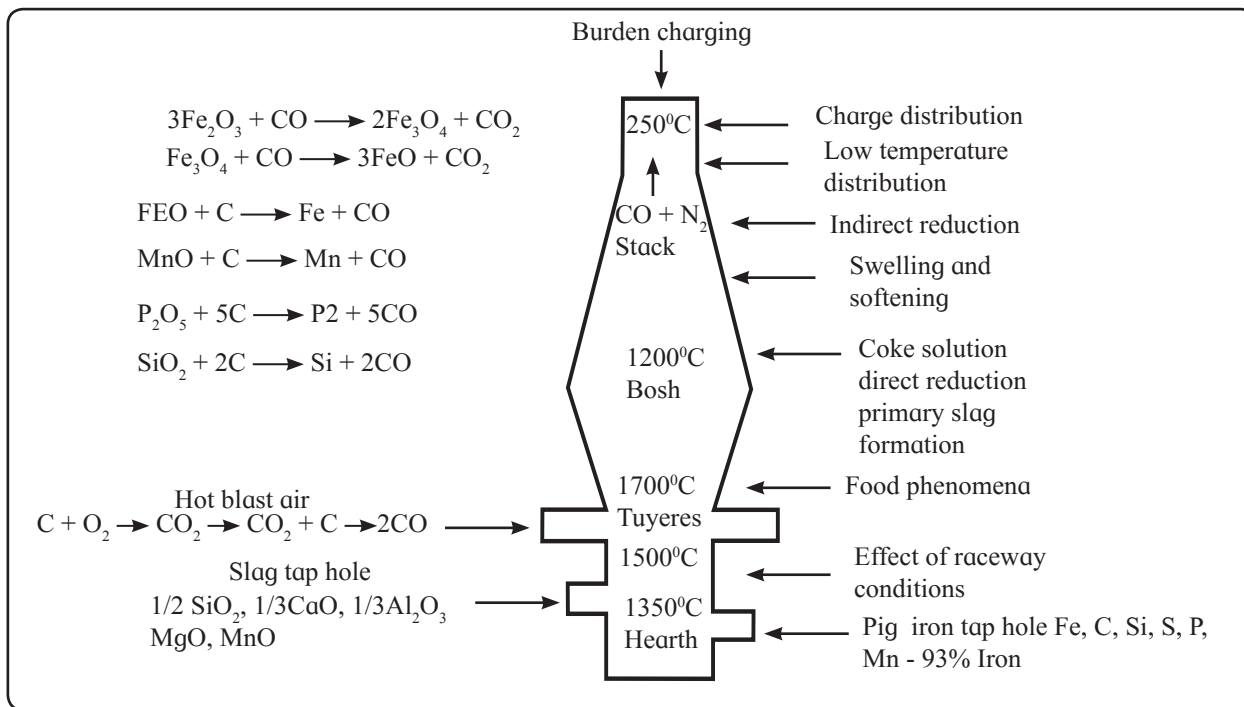 Burden charging
3Fe₂O₃ + CO → 2Fe₃O₄ + CO₂
Fe₃O₄ + CO → 3FeO + CO₂
FEO + C → Fe + CO
MnO + C → Mn + CO
P₂O₅ + 5C → P2 + 5CO
SiO₂ + 2C → Si + 2CO
Hot blast air
C + O₂ → CO₂ → CO₂ + C → 2CO
Slag tap hole
1/2 SiO₂, 1/3CaO, 1/3Al₂O₃
MgO, MnO
250⁰C
CO + N₂
Stack
1200⁰C
Bosh
1700⁰C
Tuyeres
1500⁰C
1350⁰C
Hearth
Charge distribution
Low temperature
distribution
Indirect reduction
Swelling and
softening
Coke solution
direct reduction
primary slag
formation
Food phenomena
Effect of raceway
conditions
Pig iron tap hole Fe, C, Si, S, P,
Mn - 93% Iron